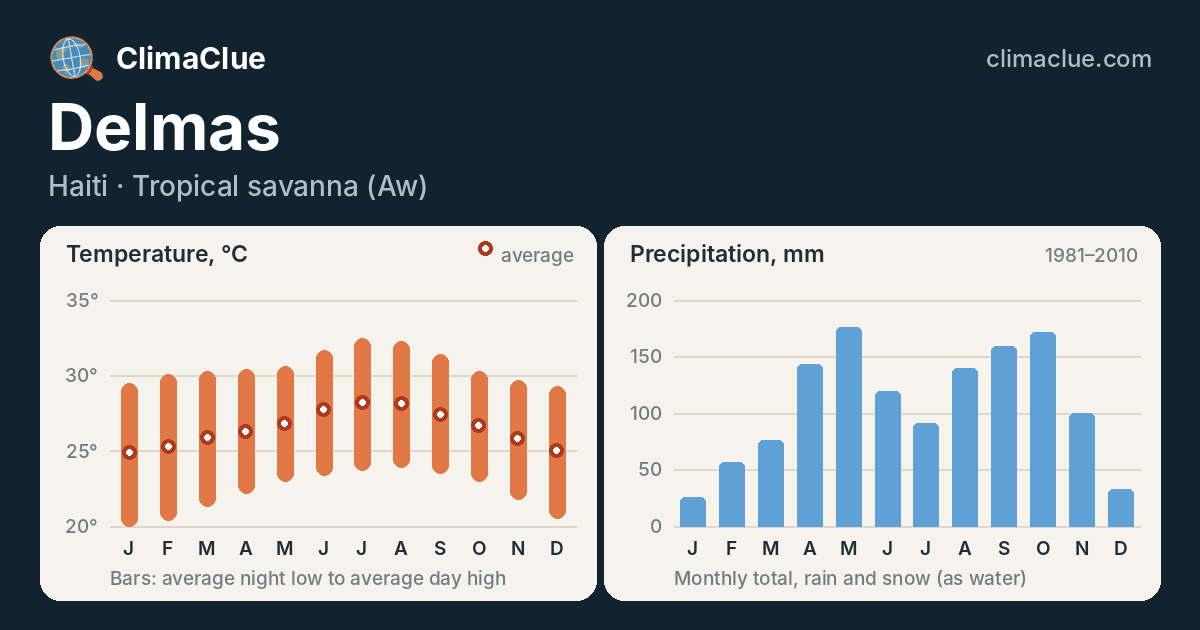 ClimaClue
climaclue.com
Delmas
Haiti · Tropical savanna (Aw)
Temperature, °C
average
35°
30°
25°
20°
J F M A M J J A S O N D
Bars: average night low to average day high
Precipitation, mm
1981–2010
200
150
100
50
0
J F M A M J J A S O N D
Monthly total, rain and snow (as water)